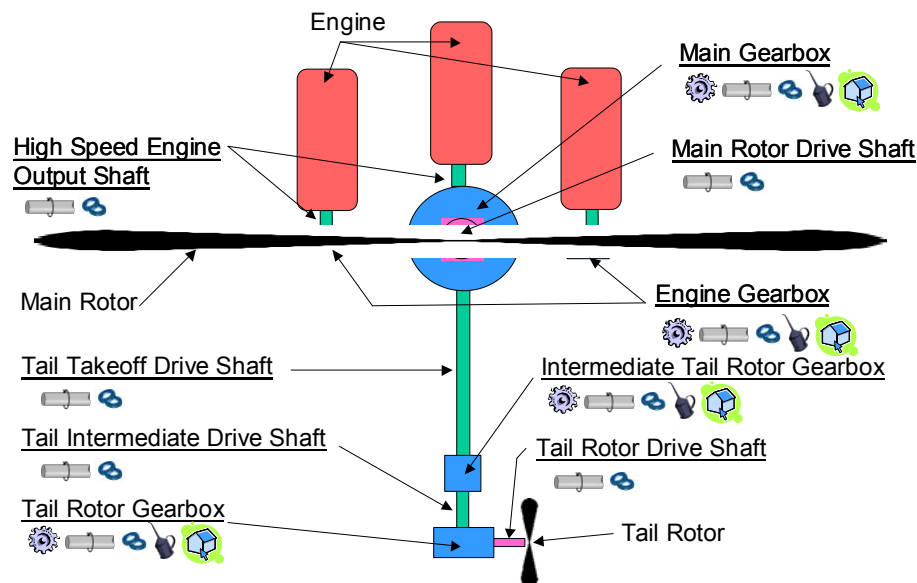 Engine
Main Gearbox
High Speed Engine
Output Shaft
Main Rotor Drive Shaft
Main Rotor
Engine Gearbox
Tail Takeoff Drive Shaft
Intermediate Tail Rotor Gearbox
Tail Intermediate Drive Shaft
Tail Rotor Drive Shaft
Tail Rotor Gearbox
Tail Rotor